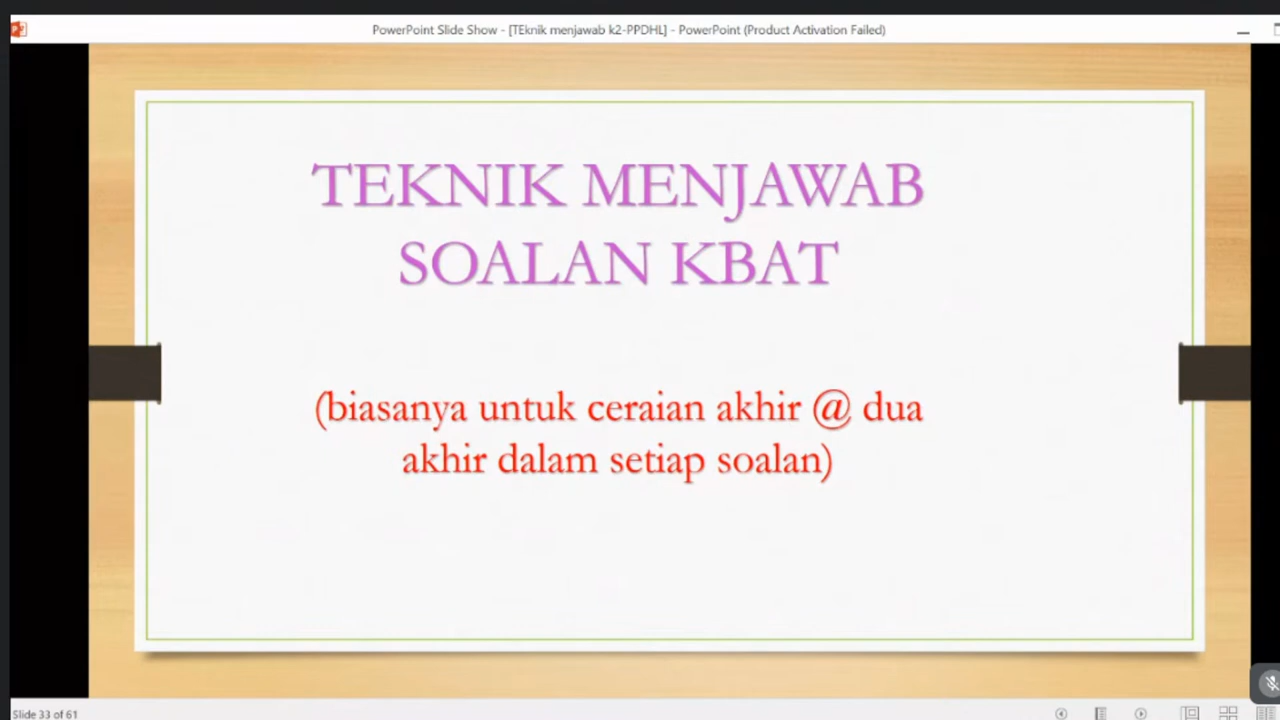 PowerPoint Slide Show - [TEknik menjawab k2-PPDHL] - PowerPoint (Product Activation Failed)
TEKNIK MENJAWAB
SOALAN KBAT
(biasanya untuk ceraian akhir @ dua
akhir dalam setiap soalan)
Slide 33 of 61